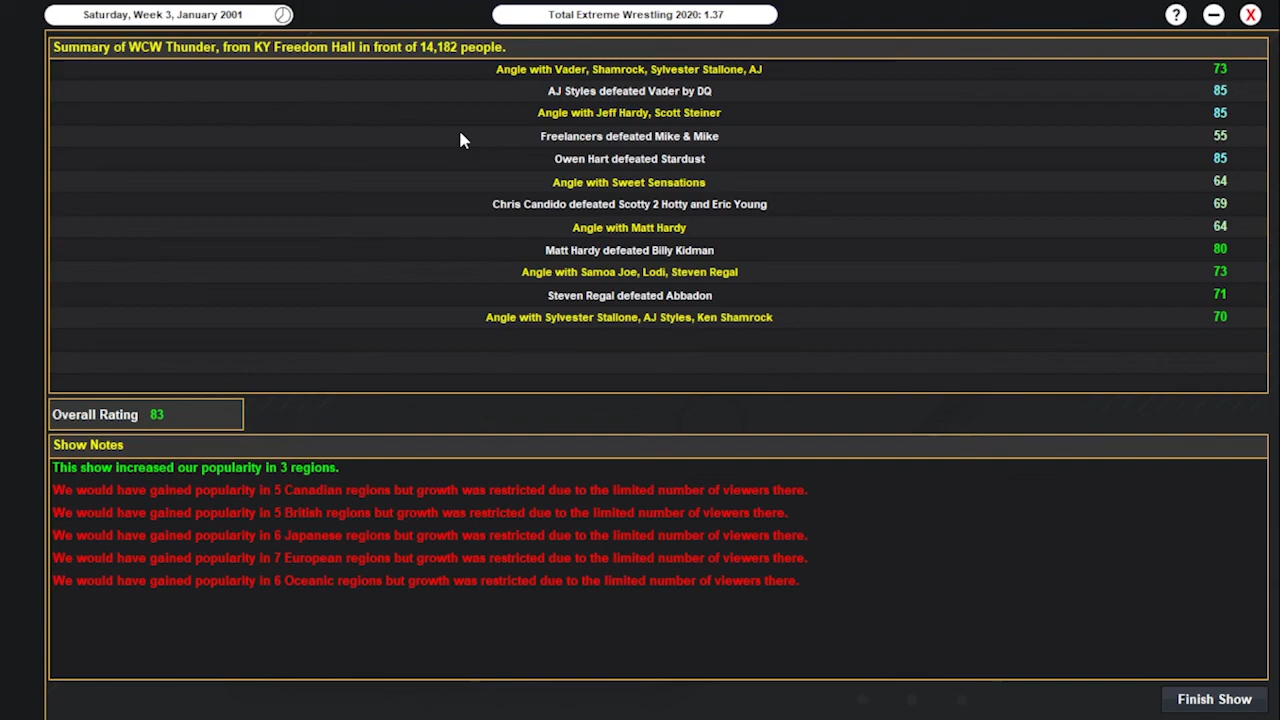 Saturday, Week 3, January 2001
Total Extreme Wrestling 2020: 1.37
? X
Summary of WCW Thunder, from KY Freedom Hall in front of 14,182 people.
Angle with Vader, Shamrock, Sylvester Stallone, AJ 73
AJ Styles defeated Vader by DQ 85
Angle with Jeff Hardy, Scott Steiner 85
Freelancers defeated Mike & Mike 55
Owen Hart defeated Stardust 85
Angle with Sweet Sensations 64
Chris Candido defeated Scotty 2 Hotty and Eric Young 69
Angle with Matt Hardy 64
Matt Hardy defeated Billy Kidman 80
Angle with Samoa Joe, Lodi, Steven Regal 73
Steven Regal defeated Abbadon 71
Angle with Sylvester Stallone, AJ Styles, Ken Shamrock 70
Overall Rating 83
Show Notes
This show increased our popularity in 3 regions.
We would have gained popularity in 5 Canadian regions but growth was restricted due to the limited number of viewers there.
We would have gained popularity in 5 British regions but growth was restricted due to the limited number of viewers there.
We would have gained popularity in 6 Japanese regions but growth was restricted due to the limited number of viewers there.
We would have gained popularity in 7 European regions but growth was restricted due to the limited number of viewers there.
We would have gained popularity in 6 Oceanic regions but growth was restricted due to the limited number of viewers there.
Finish Show